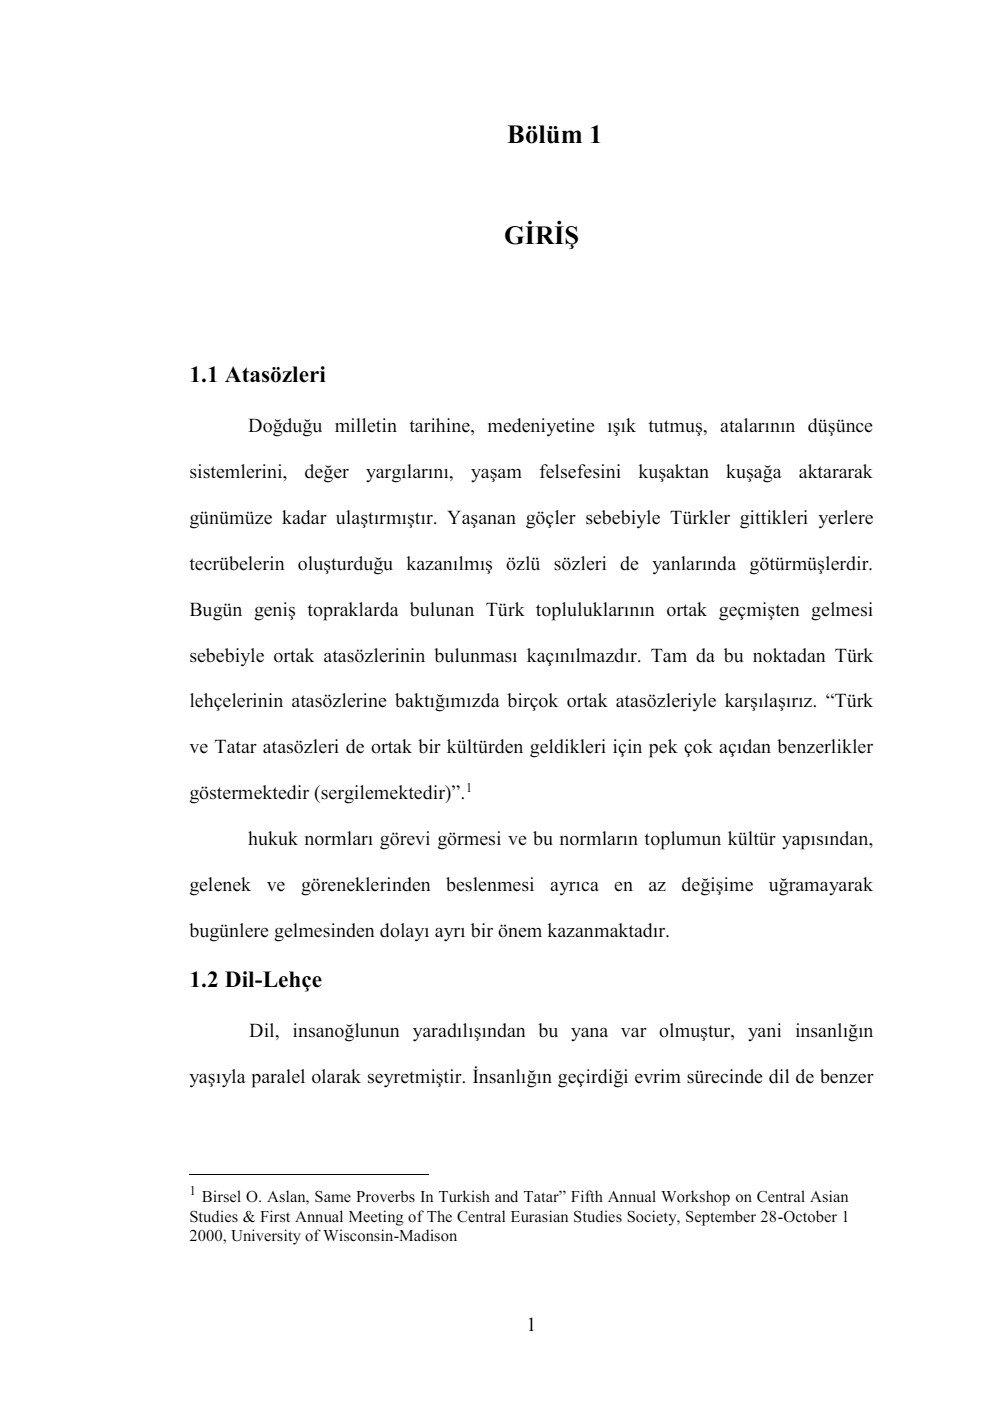 Bölüm 1
GİRİŞ
1.1 Atasözleri
Doğduğu milletin tarihine, medeniyetine ışık tutmuş, atalarının düşünce
sistemlerini, değer yargılarını, yaşam felsefesini kuşaktan kuşağa aktararak
günümüze kadar ulaştırmıştır. Yaşanan göçler sebebiyle Türkler gittikleri yerlere
tecrübelerin oluşturduğu kazanılmış özlü sözleri de yanlarında götürmüşlerdir.
Bugün geniş topraklarda bulunan Türk topluluklarının ortak geçmişten gelmesi
sebebiyle ortak atasözlerinin bulunması kaçınılmazdır. Tam da bu noktadan Türk
lehçelerinin atasözlerine baktığımızda birçok ortak atasözleriyle karşılaşırız. “Türk
ve Tatar atasözleri de ortak bir kültürden geldikleri için pek çok açıdan benzerlikler
göstermektedir (sergilemektedir)”.1
hukuk normları görevi görmesi ve bu normların toplumun kültür yapısından,
gelenek ve göreneklerinden beslenmesi ayrıca en az değişime uğramayarak
bugünlere gelmesinden dolayı ayrı bir önem kazanmaktadır.
1.2 Dil-Lehçe
Dil, insanoğlunun yaradılışından bu yana var olmuştur, yani insanlığın
yaşıyla paralel olarak seyretmiştir. İnsanlığın geçirdiği evrim sürecinde dil de benzer
1 Birsel O. Aslan, Same Proverbs In Turkish and Tatar” Fifth Annual Workshop on Central Asian
Studies & First Annual Meeting of The Central Eurasian Studies Society, September 28-October 1
2000, University of Wisconsin-Madison
1